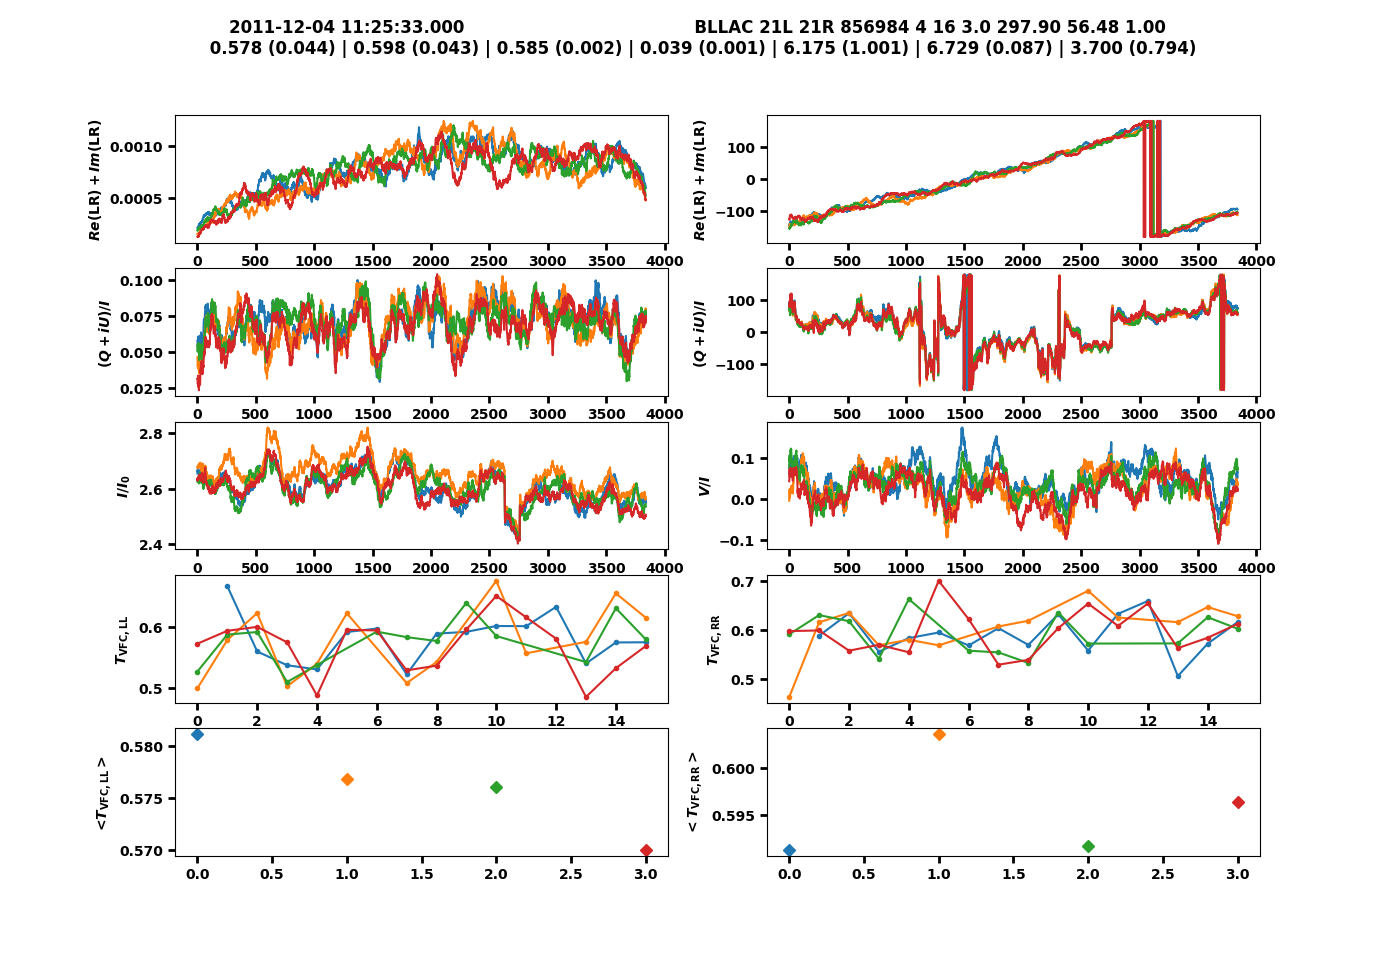 2011-12-04 11:25:33.000 BLLAC 21L 21R 856984 4 16 3.0 297.90 56.48 1.00
0.578 (0.044) | 0.598 (0.043) | 0.585 (0.002) | 0.039 (0.001) | 6.175 (1.001) | 6.729 (0.087) | 3.700 (0.794)
Re(LR) + Im(LR)
0.0010
0.0005
0 500 1000 1500 2000 2500 3000 3500 4000
Re(LR) + Im(LR)
100
0
−100
0 500 1000 1500 2000 2500 3000 3500 4000
(Q + iU)/I
0.100
0.075
0.050
0.025
0 500 1000 1500 2000 2500 3000 3500 4000
(Q + iU)/I
100
0
−100
0 500 1000 1500 2000 2500 3000 3500 4000
I/I0
2.8
2.6
2.4
0 500 1000 1500 2000 2500 3000 3500 4000
V/I
0.1
0.0
−0.1
0 500 1000 1500 2000 2500 3000 3500 4000
TVFC, LL
0.6
0.5
0 2 4 6 8 10 12 14
TVFC, RR
0.7
0.6
0.5
0 2 4 6 8 10 12 14
<TVFC, LL >
0.580
0.575
0.570
0.0 0.5 1.0 1.5 2.0 2.5 3.0
< TVFC, RR >
0.600
0.595
0.0 0.5 1.0 1.5 2.0 2.5 3.0